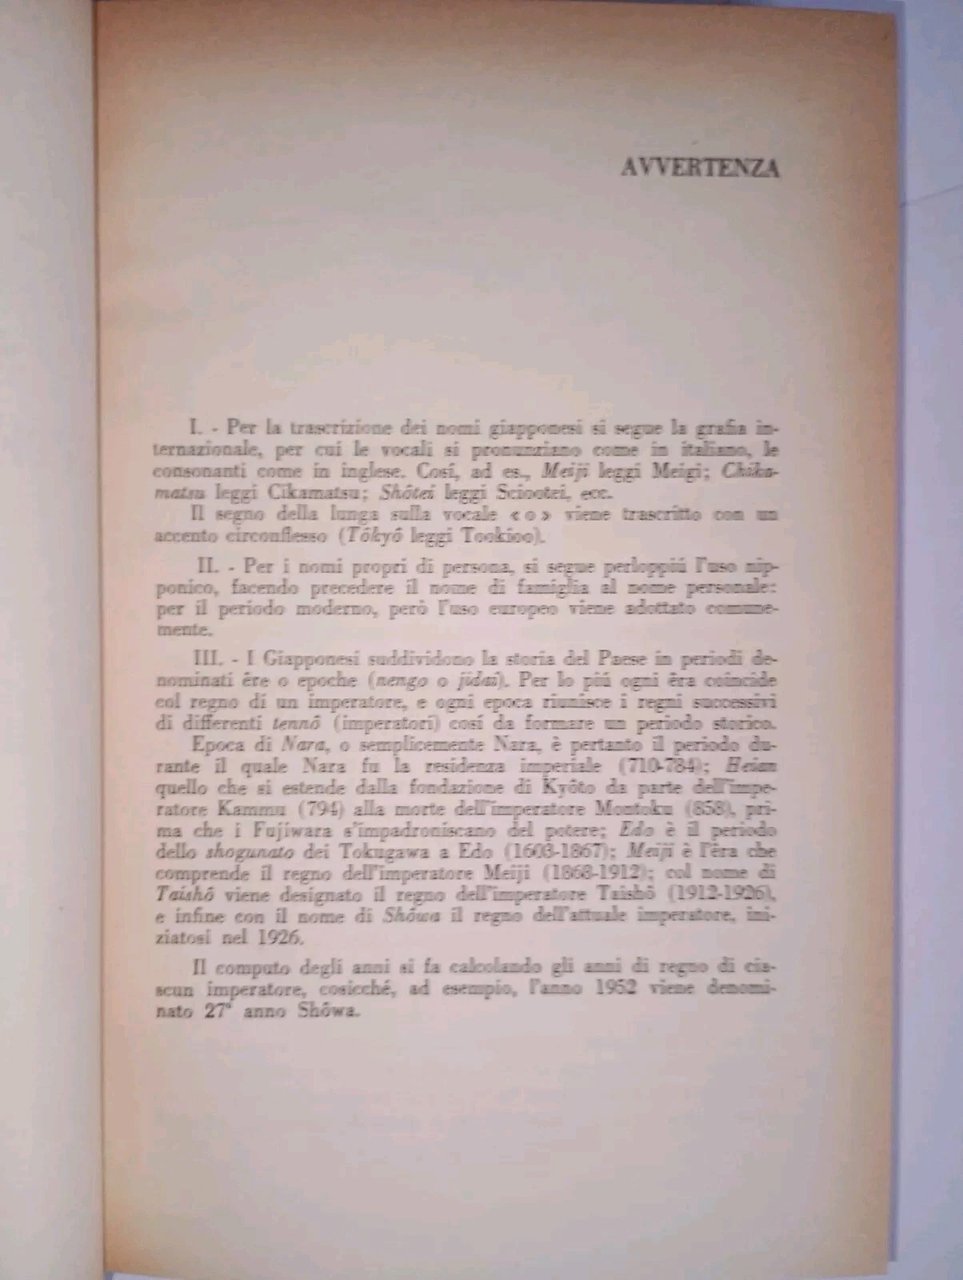 AVVERTENZA
I. - Per la trascrizione dei nomi giapponesi si segue la grafia in-
ternazionale, per cui le vocali si pronunziano come in italiano, le
consonanti come in inglese. Cosí, ad es., Meiji leggi Meigi; Chika-
matsu leggi Cikamatsu; Shôtei leggi Sciootei, ecc.
Il segno della lunga sulla vocale « o » viene trascritto con un
accento circonflesso (Tôkyô leggi Tookioo).
II. - Per i nomi propri di persona, si segue perloppiú l'uso nip-
ponico, facendo precedere il nome di famiglia al nome personale:
per il periodo moderno, però l'uso europeo viene adottato comune-
mente.
III. - I Giapponesi suddividono la storia del Paese in periodi de-
nominati êre o epoche (nengo o jidai). Per lo piú ogni êra coincide
col regno di un imperatore, e ogni epoca riunisce i regni successivi
di differenti tennô (imperatori) cosí da formare un periodo storico.
Epoca di Nara, o semplicemente Nara, è pertanto il periodo du-
rante il quale Nara fu la residenza imperiale (710-784); Heian
quello che si estende dalla fondazione di Kyôto da parte dell'impe-
ratore Kammu (794) alla morte dell'imperatore Montoku (858), pri-
ma che i Fujiwara s'impadroniscano del potere; Edo è il periodo
dello shogunato dei Tokugawa a Edo (1603-1867); Meiji è l'êra che
comprende il regno dell'imperatore Meiji (1868-1912); col nome di
Taishô viene designato il regno dell'imperatore Taishô (1912-1926),
e infine con il nome di Shôwa il regno dell'attuale imperatore, ini-
ziatosi nel 1926.
Il computo degli anni si fa calcolando gli anni di regno di cia-
scun imperatore, cosicché, ad esempio, l'anno 1952 viene denomi-
nato 27° anno Shôwa.